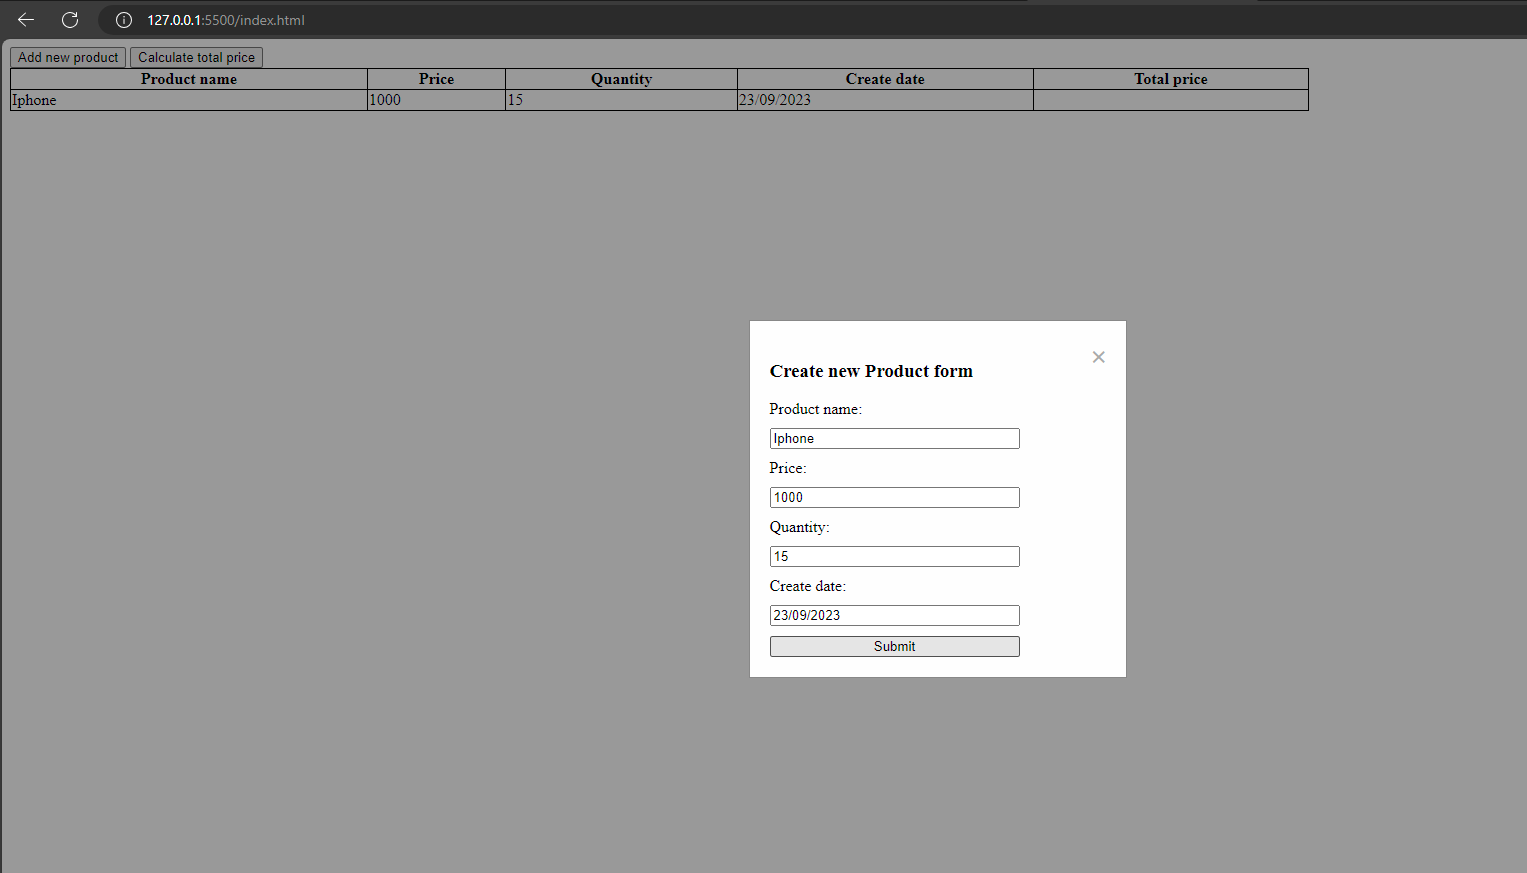 127.0.0.1:5500/index.html
Add new product Calculate total price
Product name Price Quantity Create date Total price
Iphone 1000 15 23/09/2023
×
Create new Product form
Product name:
Iphone
Price:
1000
Quantity:
15
Create date:
23/09/2023
Submit